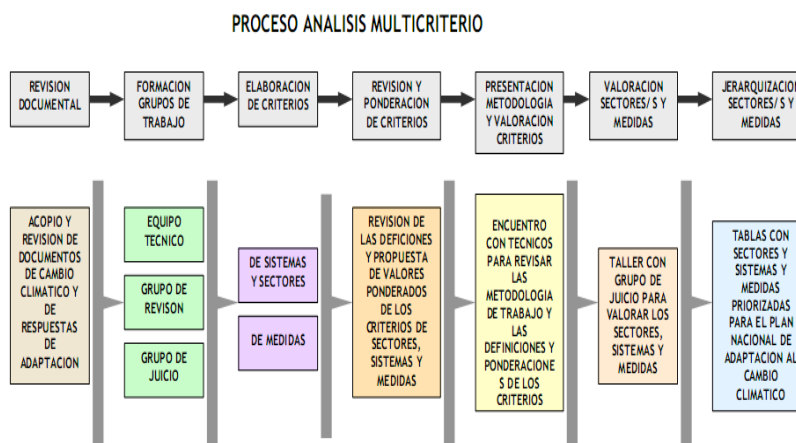 PROCESO ANALISIS MULTICRITERIO
REVISION
DOCUMENTAL
FORMACION
GRUPOS DE
TRABAJO
ELABORACION
DE CRITERIOS
REVISION Y
PONDERACION
DE CRITERIOS
PRESENTACION
METODOLOGIA
Y VALORACION
CRITERIOS
VALORACION
SECTORES/ S Y
MEDIDAS
JERARQUIZACION
SECTORES/ S Y
MEDIDAS
ACOPIO Y
REVISION DE
DOCUMENTOS
DE CAMBIO
CLIMATICO Y
DE
RESPUESTAS
DE
ADAPTACION
EQUIPO
TECNICO
GRUPO DE
REVISON
GRUPO DE
JUICIO
DE SISTEMAS
Y SECTORES
DE MEDIDAS
REVISION DE
LAS DEFICIONES
Y PROPUESTA
DE VALORES
PONDERADOS
DE LOS
CRITERIOS DE
SECTORES,
SISTEMAS Y
MEDIDAS
ENCUENTRO
CON TECNICOS
PARA REVISAR
LAS
METODOLOGIA
DE TRABAJO Y
LAS
DEFINICIONES Y
PONDERACIONE
S DE LOS
CRITERIOS
TALLER CON
GRUPO DE
JUICIO PARA
VALORAR LOS
SECTORES,
SISTEMAS Y
MEDIDAS
TABLAS CON
SECTORES Y
SISTEMAS Y
MEDIDAS
PRIORIZADAS
PARA EL PLAN
NACIONAL DE
ADAPTACION AL
CAMBIO
CLIMATICO